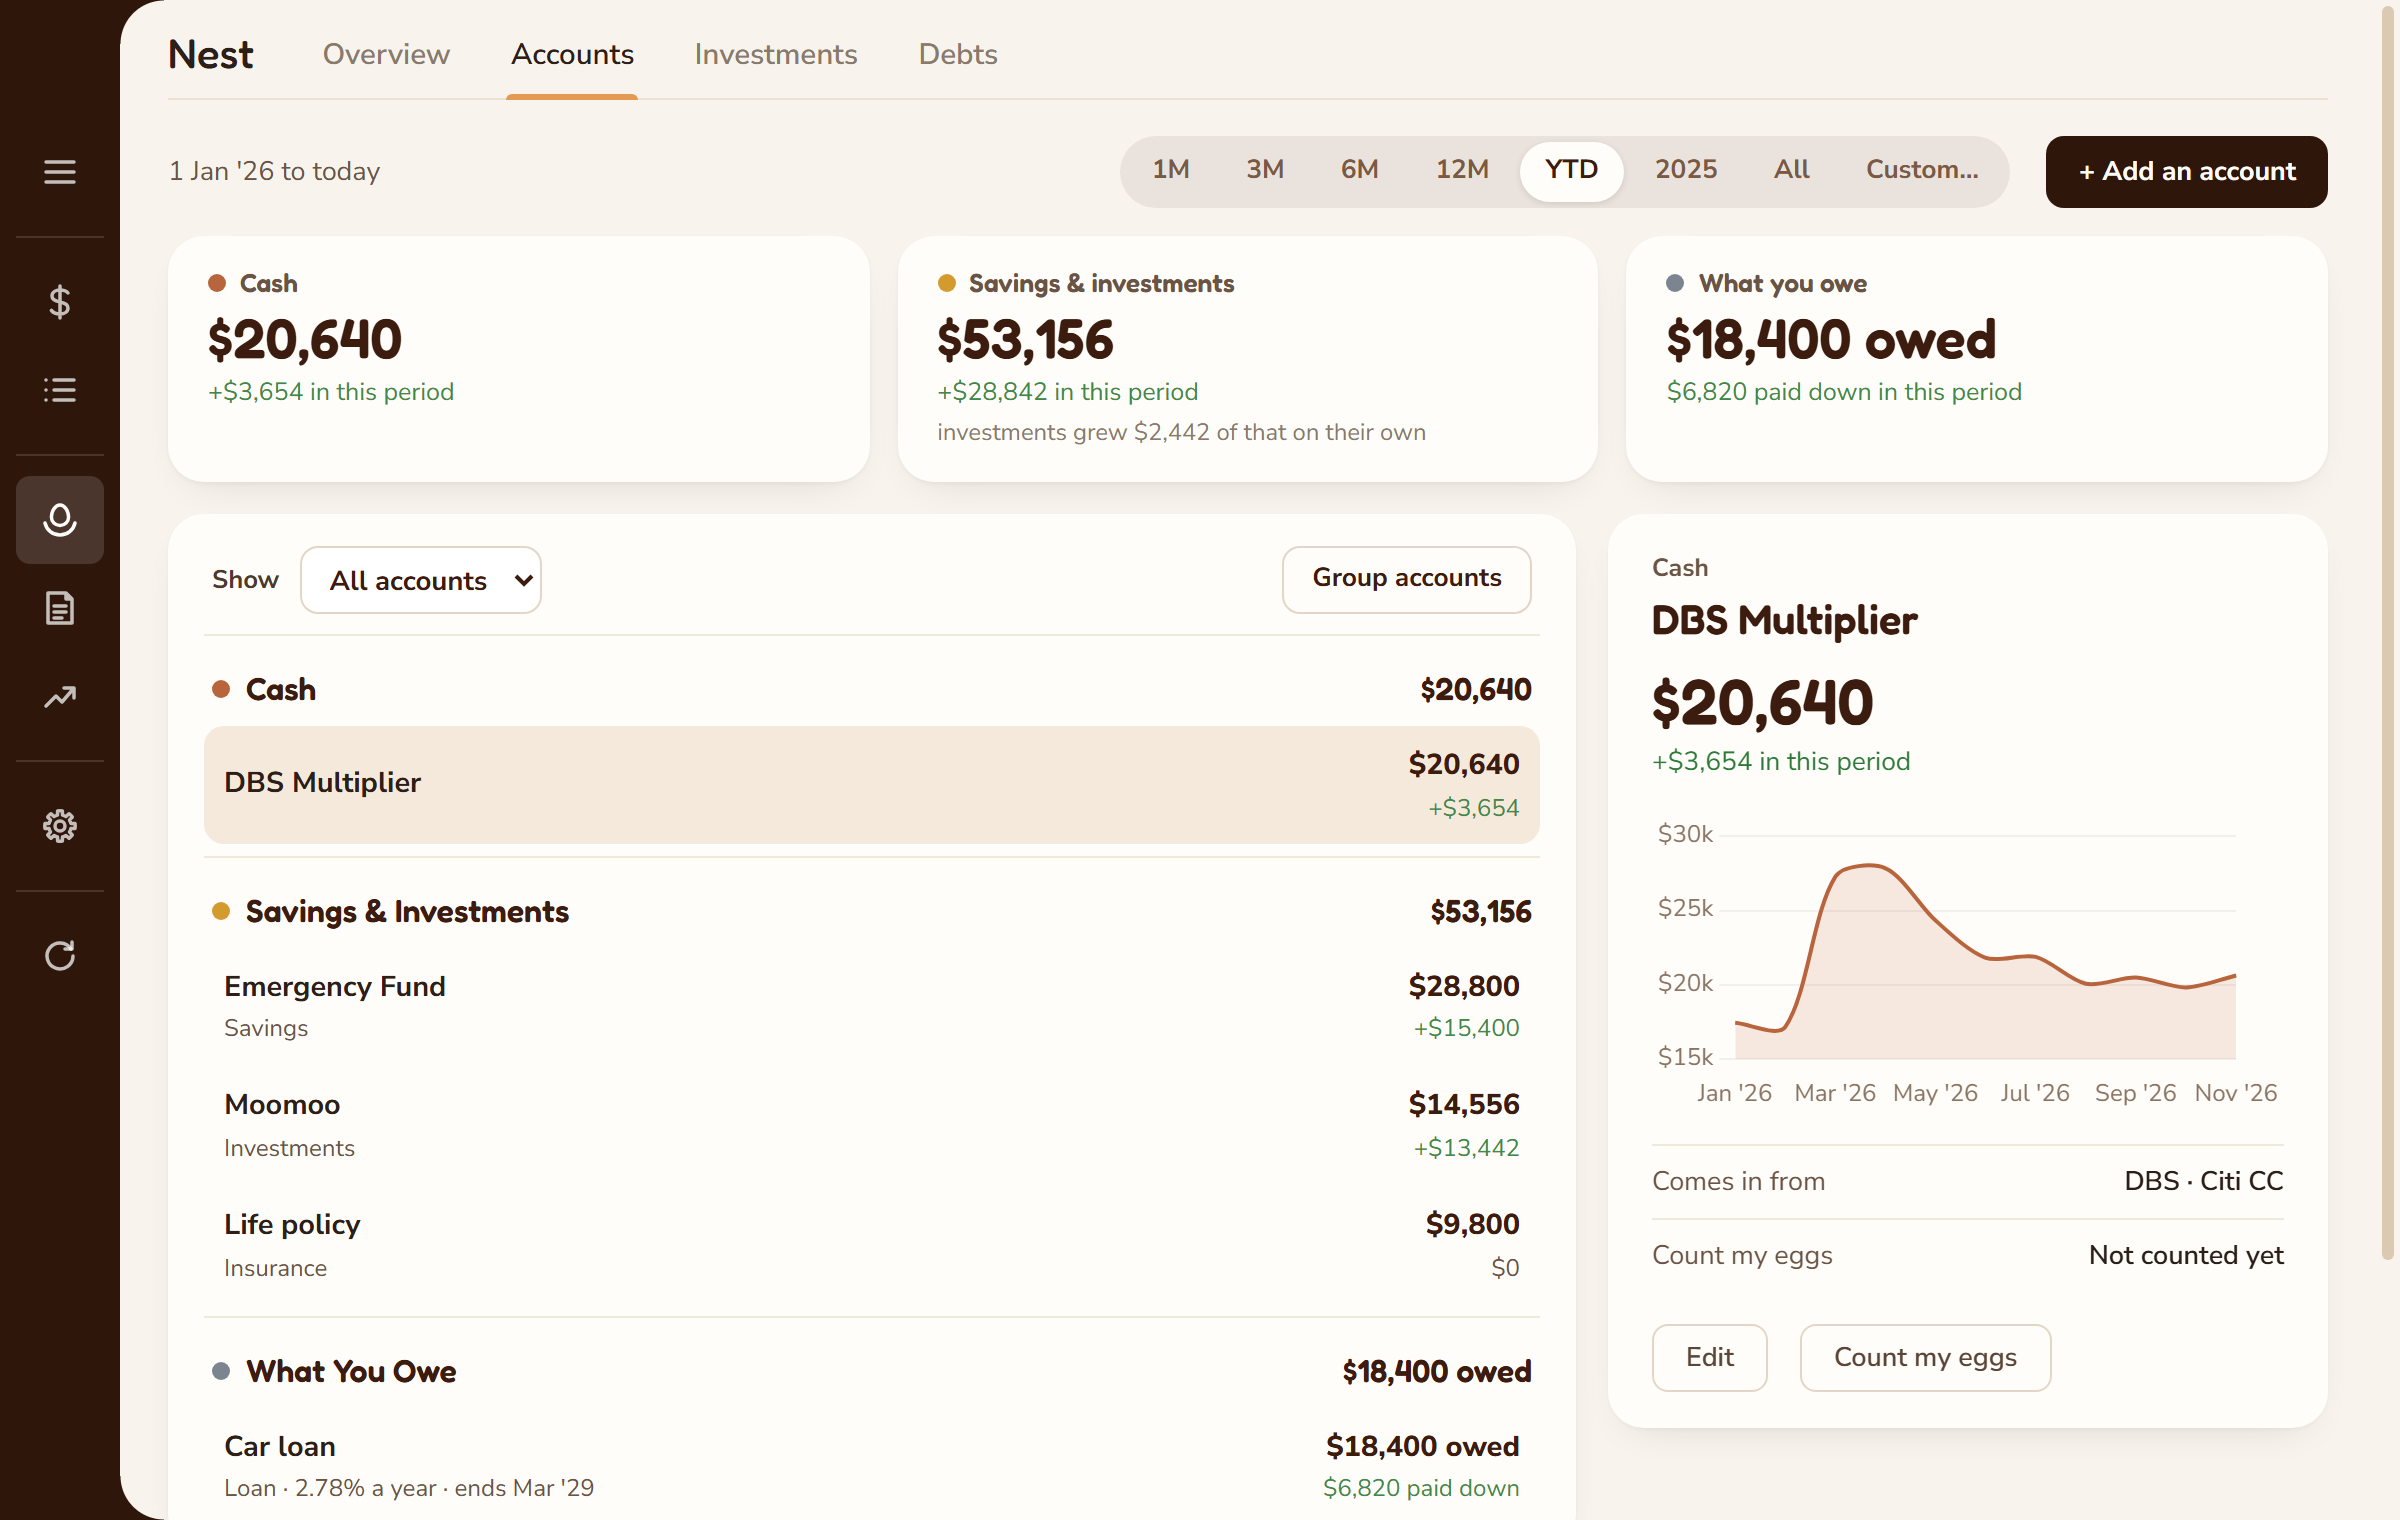 Nest Overview Accounts Investments Debts
1 Jan '26 to today 1M 3M 6M 12M YTD 2025 All Custom... + Add an account
Cash
$20,640
+$3,654 in this period
Savings & investments
$53,156
+$28,842 in this period
investments grew $2,442 of that on their own
What you owe
$18,400 owed
$6,820 paid down in this period
Show All accounts Group accounts
Cash $20,640
DBS Multiplier $20,640
+$3,654
Savings & Investments $53,156
Emergency Fund $28,800
Savings +$15,400
Moomoo $14,556
Investments +$13,442
Life policy $9,800
Insurance $0
What You Owe $18,400 owed
Car loan $18,400 owed
Loan · 2.78% a year · ends Mar '29 $6,820 paid down
Cash
DBS Multiplier
$20,640
+$3,654 in this period
$30k
$25k
$20k
$15k
Jan '26 Mar '26 May '26 Jul '26 Sep '26 Nov '26
Comes in from DBS · Citi CC
Count my eggs Not counted yet
Edit Count my eggs